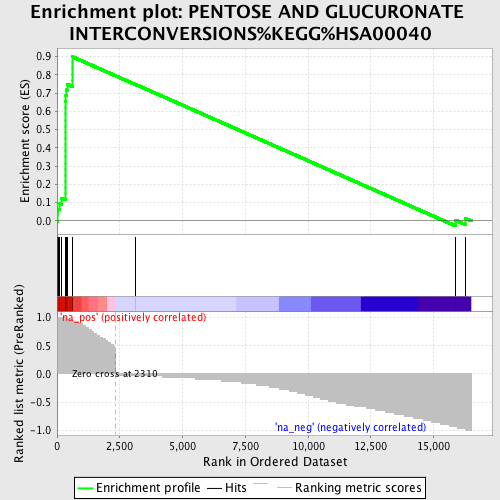 Enrichment plot: PENTOSE AND GLUCURONATE
INTERCONVERSIONS%KEGG%HSA00040
Enrichment score (ES)
0.9
0.8
0.7
0.6
0.5
0.4
0.3
0.2
0.1
0.0
Ranked list metric (PreRanked)
1.0
0.5
0.0
-0.5
-1.0
'na_pos' (positively correlated)
Zero cross at 2310
'na_neg' (negatively correlated)
0 2,500 5,000 7,500 10,000 12,500 15,000
Rank in Ordered Dataset
Enrichment profile Hits Ranking metric scores